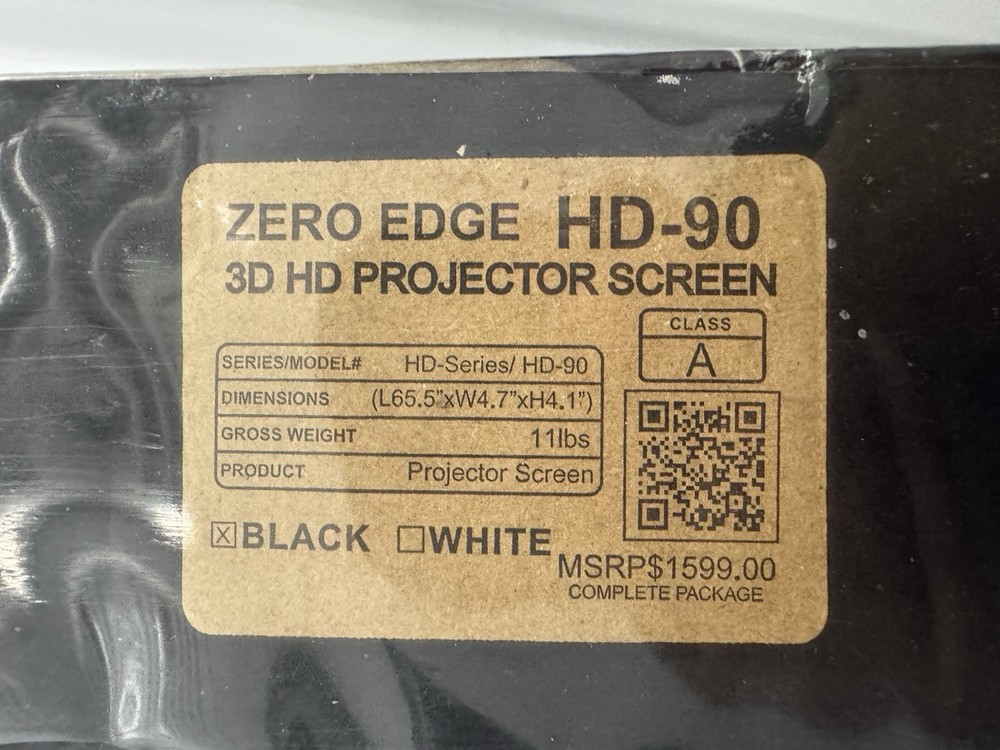 ZERO EDGE HD-90
3D HD PROJECTOR SCREEN
CLASS
A
SERIES/MODEL# HD-Series/ HD-90
DIMENSIONS (L65.5"xW4.7"xH4.1")
GROSS WEIGHT 11lbs
PRODUCT Projector Screen
☒BLACK ☐WHITE
MSRP$1599.00
COMPLETE PACKAGE